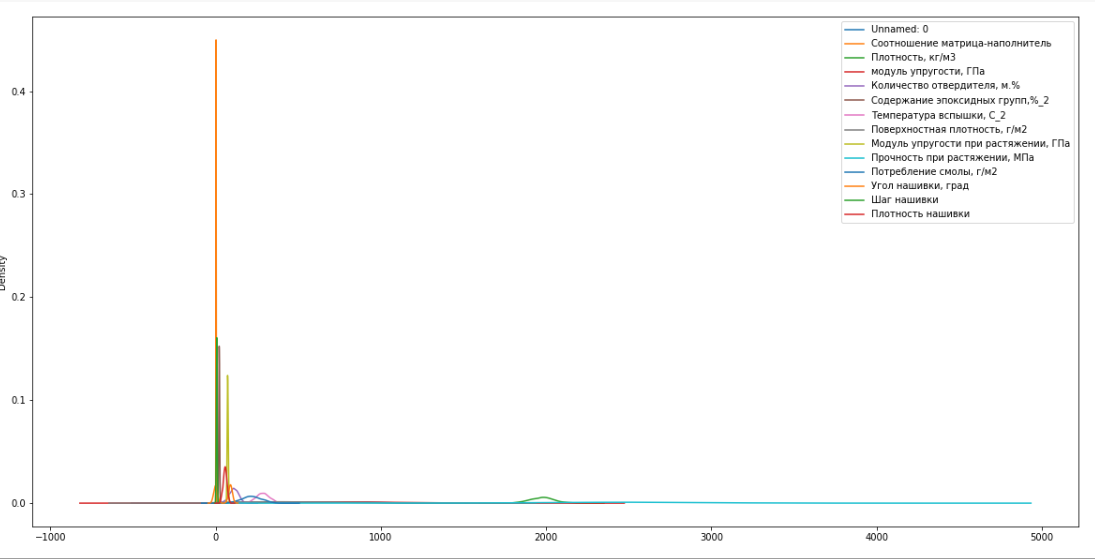 Unnamed: 0
Соотношение матрица-наполнитель
Плотность, кг/м3
модуль упругости, ГПа
Количество отвердителя, м.%
Содержание эпоксидных групп,%_2
Температура вспышки, С_2
Поверхностная плотность, г/м2
Модуль упругости при растяжении, ГПа
Прочность при растяжении, МПа
Потребление смолы, г/м2
Угол нашивки, град
Шаг нашивки
Плотность нашивки
Density
0.4
0.3
0.2
0.1
0.0
−1000 0 1000 2000 3000 4000 5000